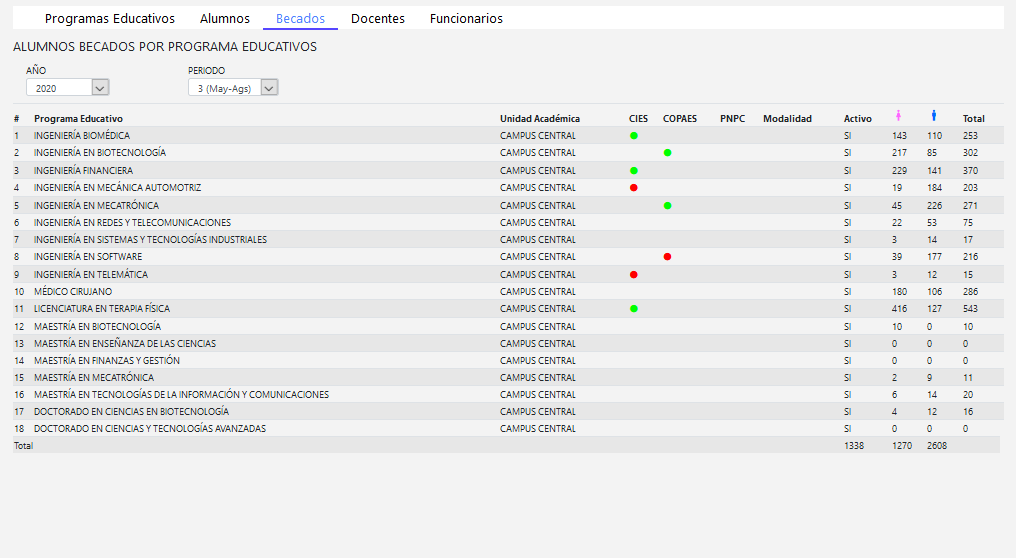 Programas Educativos Alumnos Becados Docentes Funcionarios
ALUMNOS BECADOS POR PROGRAMA EDUCATIVOS
AÑO PERIODO
2020 3 (May-Ags)
# Programa Educativo Unidad Académica CIES COPAES PNPC Modalidad Activo Total
1 INGENIERÍA BIOMÉDICA CAMPUS CENTRAL SI 143 110 253
2 INGENIERÍA EN BIOTECNOLOGÍA CAMPUS CENTRAL SI 217 85 302
3 INGENIERÍA FINANCIERA CAMPUS CENTRAL SI 229 141 370
4 INGENIERÍA EN MECÁNICA AUTOMOTRIZ CAMPUS CENTRAL SI 19 184 203
5 INGENIERÍA EN MECATRÓNICA CAMPUS CENTRAL SI 45 226 271
6 INGENIERÍA EN REDES Y TELECOMUNICACIONES CAMPUS CENTRAL SI 22 53 75
7 INGENIERÍA EN SISTEMAS Y TECNOLOGÍAS INDUSTRIALES CAMPUS CENTRAL SI 3 14 17
8 INGENIERÍA EN SOFTWARE CAMPUS CENTRAL SI 39 177 216
9 INGENIERÍA EN TELEMÁTICA CAMPUS CENTRAL SI 3 12 15
10 MÉDICO CIRUJANO CAMPUS CENTRAL SI 180 106 286
11 LICENCIATURA EN TERAPIA FÍSICA CAMPUS CENTRAL SI 416 127 543
12 MAESTRÍA EN BIOTECNOLOGÍA CAMPUS CENTRAL SI 10 0 10
13 MAESTRÍA EN ENSEÑANZA DE LAS CIENCIAS CAMPUS CENTRAL SI 0 0 0
14 MAESTRÍA EN FINANZAS Y GESTIÓN CAMPUS CENTRAL SI 0 0 0
15 MAESTRÍA EN MECATRÓNICA CAMPUS CENTRAL SI 2 9 11
16 MAESTRÍA EN TECNOLOGÍAS DE LA INFORMACIÓN Y COMUNICACIONES CAMPUS CENTRAL SI 6 14 20
17 DOCTORADO EN CIENCIAS EN BIOTECNOLOGÍA CAMPUS CENTRAL SI 4 12 16
18 DOCTORADO EN CIENCIAS Y TECNOLOGÍAS AVANZADAS CAMPUS CENTRAL SI 0 0 0
Total 1338 1270 2608